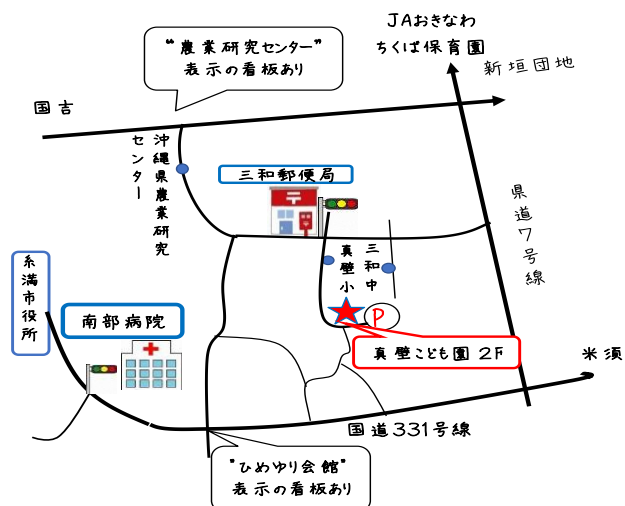 JAおきなわ
ちくば保育園
新垣団地
“農業研究センター”
表示の看板あり
国吉
沖縄県農業研究
センター
三和郵便局
県道7号線
三和中
真壁小
糸満市役所
南部病院
P
真壁こども園 2F
米須
国道331号線
"ひめゆり会館"
表示の看板あり